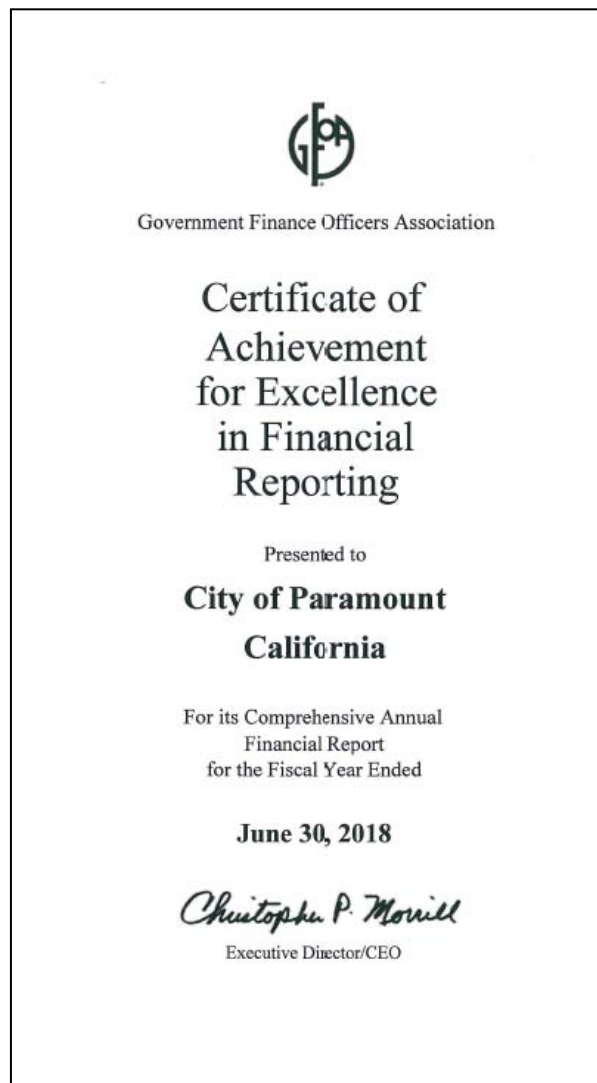 GFOA
Government Finance Officers Association
Certificate of
Achievement
for Excellence
in Financial
Reporting
Presented to
City of Paramount
California
For its Comprehensive Annual
Financial Report
for the Fiscal Year Ended
June 30, 2018
Christopher P. Morrill
Executive Director/CEO